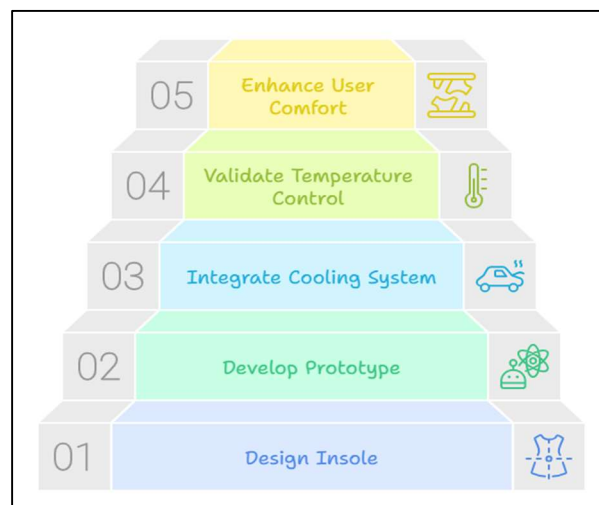 05
Enhance User
Comfort
04
Validate Temperature
Control
03
Integrate Cooling System
02
Develop Prototype
01
Design Insole